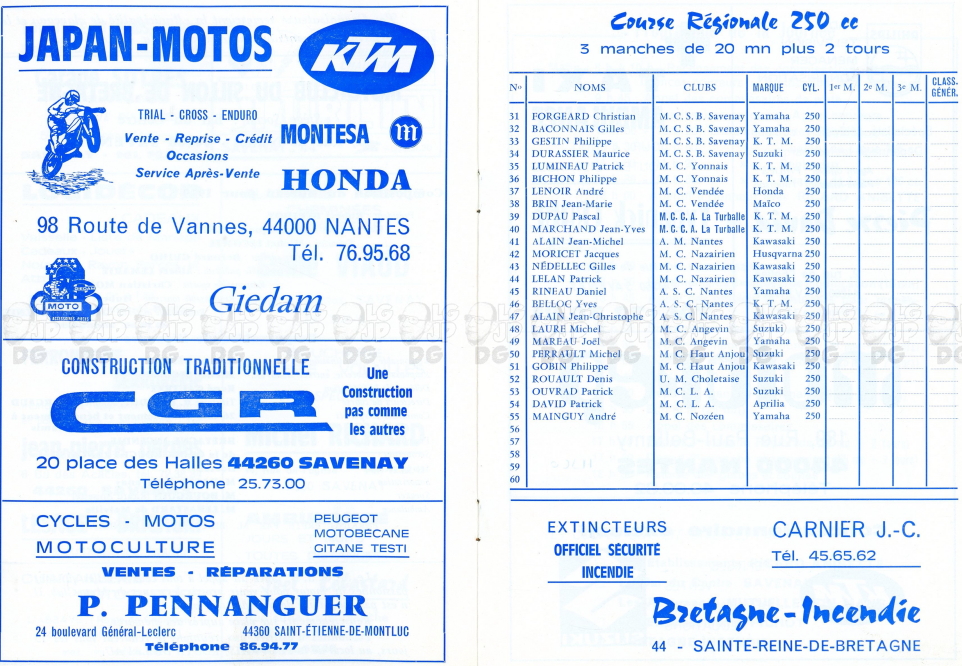 JAPAN-MOTOS
KTM
TRIAL - CROSS - ENDURO
Vente - Reprise - Crédit
Occasions
Service Après-Vente
MONTESA
HONDA
98 Route de Vannes, 44000 NANTES
Tél. 76.95.68
MOTO
Giedam
CONSTRUCTION TRADITIONNELLE
CGR
Une
Construction
pas comme
les autres
20 place des Halles 44260 SAVENAY
Téléphone 25.73.00
CYCLES - MOTOS
MOTOCULTURE
PEUGEOT
MOTOBECANE
GITANE TESTI
VENTES - RÉPARATIONS
P. PENNANGUER
24 boulevard Général-Leclerc 44360 SAINT-ÉTIENNE-DE-MONTLUC
Téléphone 86.94.77
Course Régionale 250 cc
3 manches de 20 mn plus 2 tours
No NOMS CLUBS MARQUE CYL. 1er M. 2e M. 3e M. CLASS. GÉNÉR.
31 FORGEARD Christian M. C. S. B. Savenay Yamaha 250
32 BACONNAIS Gilles M. C. S. B. Savenay Yamaha 250
33 GESTIN Philippe M. C. S. B. Savenay K. T. M. 250
34 DURASSIER Maurice M. C. S. B. Savenay Suzuki 250
35 LUMINEAU Patrick M. C. Yonnais K. T. M. 250
36 BICHON Philippe M. C. Yonnais K. T. M. 250
37 LENOIR André M. C. Vendée Honda 250
38 BRIN Jean-Marie M. C. Vendée Maïco 250
39 DUPAU Pascal M. C. C. A. La Turballe K. T. M. 250
40 MARCHAND Jean-Yves M. C. C. A. La Turballe K. T. M. 250
41 ALAIN Jean-Michel A. M. Nantes Kawasaki 250
42 MORICET Jacques M. C. Nazairien Husqvarna 250
43 NÉDELLEC Gilles M. C. Nazairien Kawasaki 250
44 LELAN Patrick M. C. Nazairien Kawasaki 250
45 RINEAU Daniel A. S. C. Nantes Yamaha 250
46 BELLOC Yves A. S. C. Nantes K. T. M. 250
47 ALAIN Jean-Christophe A. S. C. Nantes Kawasaki 250
48 LAURE Michel M. C. Angevin Suzuki 250
49 MAREAU Joël M. C. Angevin Yamaha 250
50 PERRAULT Michel M. C. Haut Anjou Suzuki 250
51 GOBIN Philippe M. C. Haut Anjou Kawasaki 250
52 ROUAULT Denis U. M. Choletaise Suzuki 250
53 OUVRAD Patrick M. C. L. A. Suzuki 250
54 DAVID Patrick M. C. L. A. Aprilia 250
55 MAINGUY André M. C. Nozéen Yamaha 250
56
57
58
59
60
EXTINCTEURS
OFFICIEL SÉCURITÉ
INCENDIE
CARNIER J.-C.
Tél. 45.65.62
Bretagne-Incendie
44 - SAINTE-REINE-DE-BRETAGNE